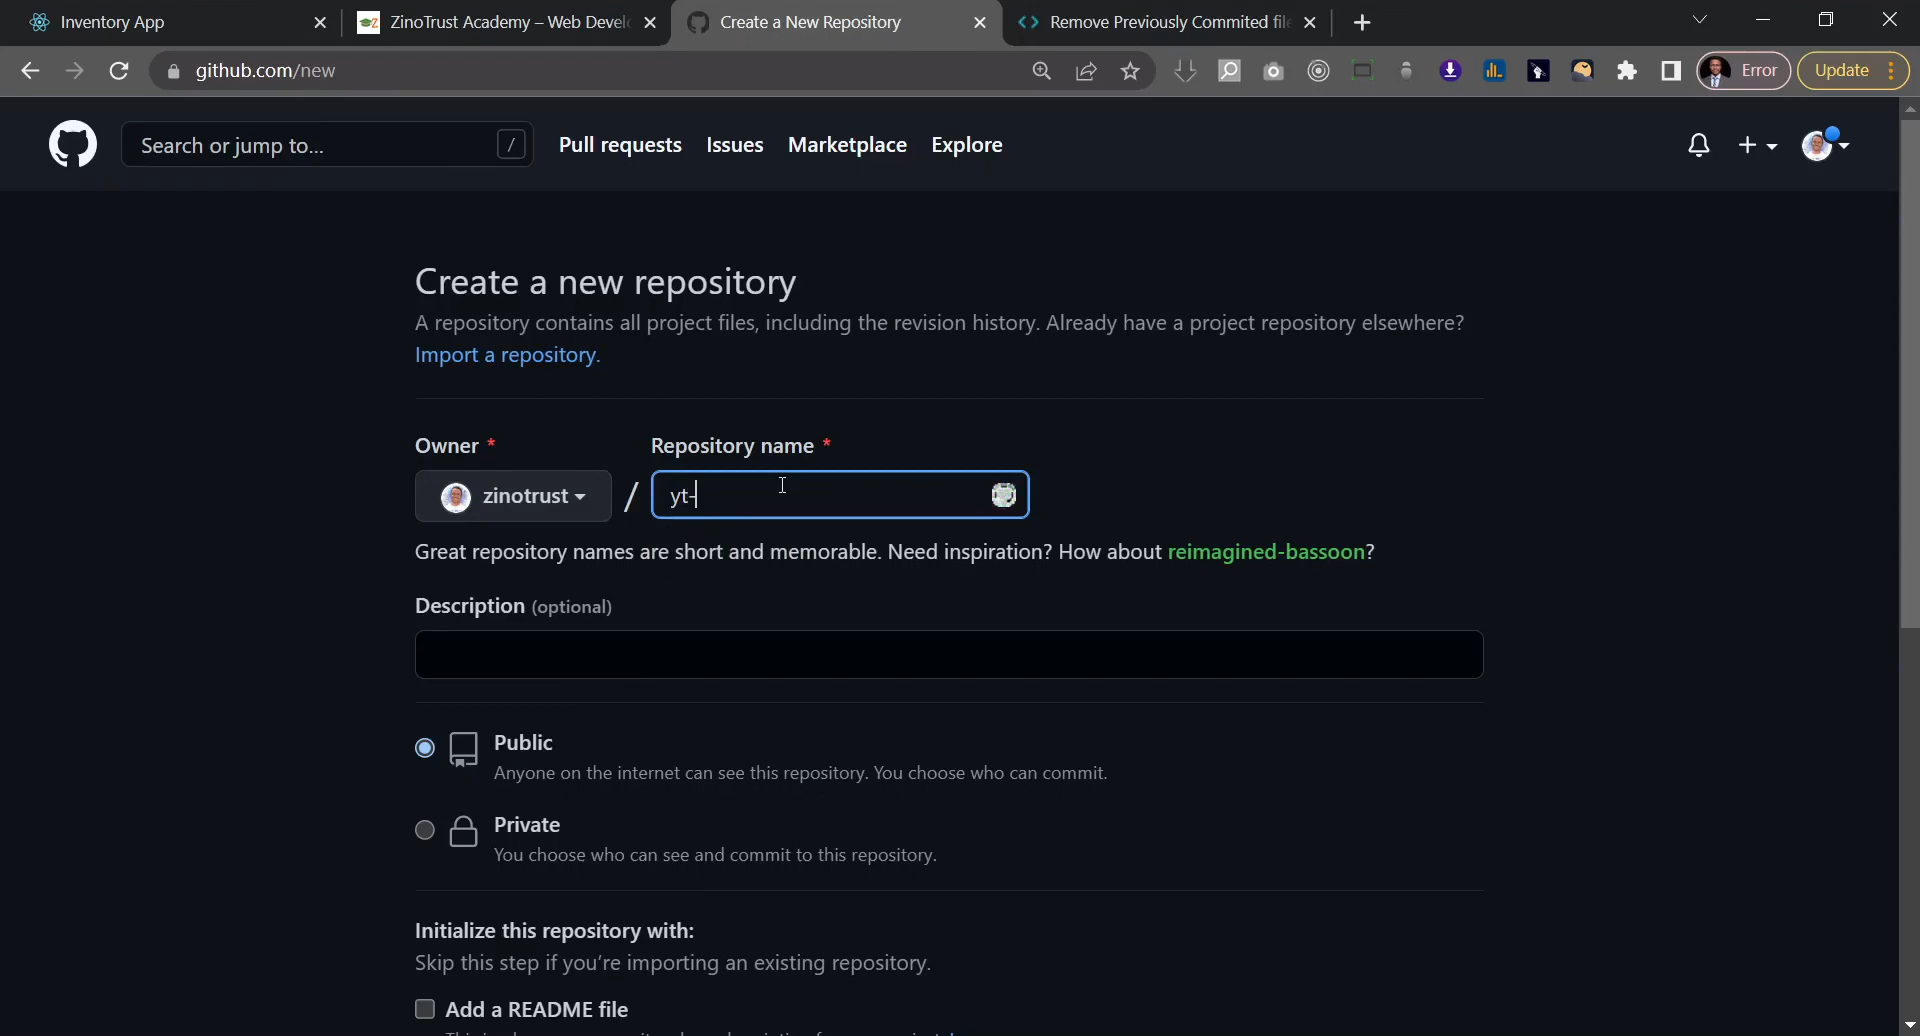 Inventory App
ZinoTrust Academy – Web Devel
Create a New Repository
Remove Previously Commited file
github.com/new
Error
Update
Search or jump to...
/
Pull requests
Issues
Marketplace
Explore
Create a new repository
A repository contains all project files, including the revision history. Already have a project repository elsewhere?
Import a repository.
Owner *
Repository name *
zinotrust
/
yt-
Great repository names are short and memorable. Need inspiration? How about reimagined-bassoon?
Description (optional)
Public
Anyone on the internet can see this repository. You choose who can commit.
Private
You choose who can see and commit to this repository.
Initialize this repository with:
Skip this step if you're importing an existing repository.
Add a README file